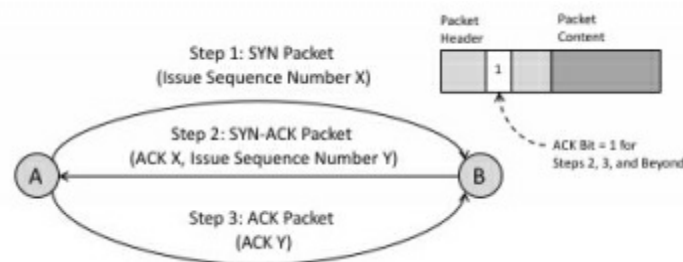 Step 1: SYN Packet
(Issue Sequence Number X)
Packet
Header
Packet
Content
1
Step 2: SYN-ACK Packet
(ACK X, Issue Sequence Number Y)
ACK Bit = 1 for
Steps 2, 3, and Beyond
A
B
Step 3: ACK Packet
(ACK Y)